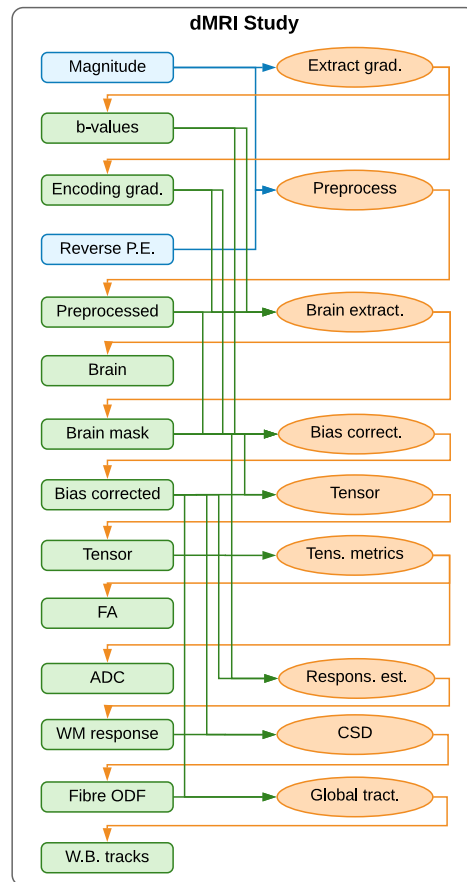 dMRI Study
Magnitude
Extract grad.
b-values
Encoding grad.
Preprocess
Reverse P.E.
Preprocessed
Brain extract.
Brain
Brain mask
Bias correct.
Bias corrected
Tensor
Tensor
Tens. metrics
FA
ADC
Respons. est.
WM response
CSD
Fibre ODF
Global tract.
W.B. tracks